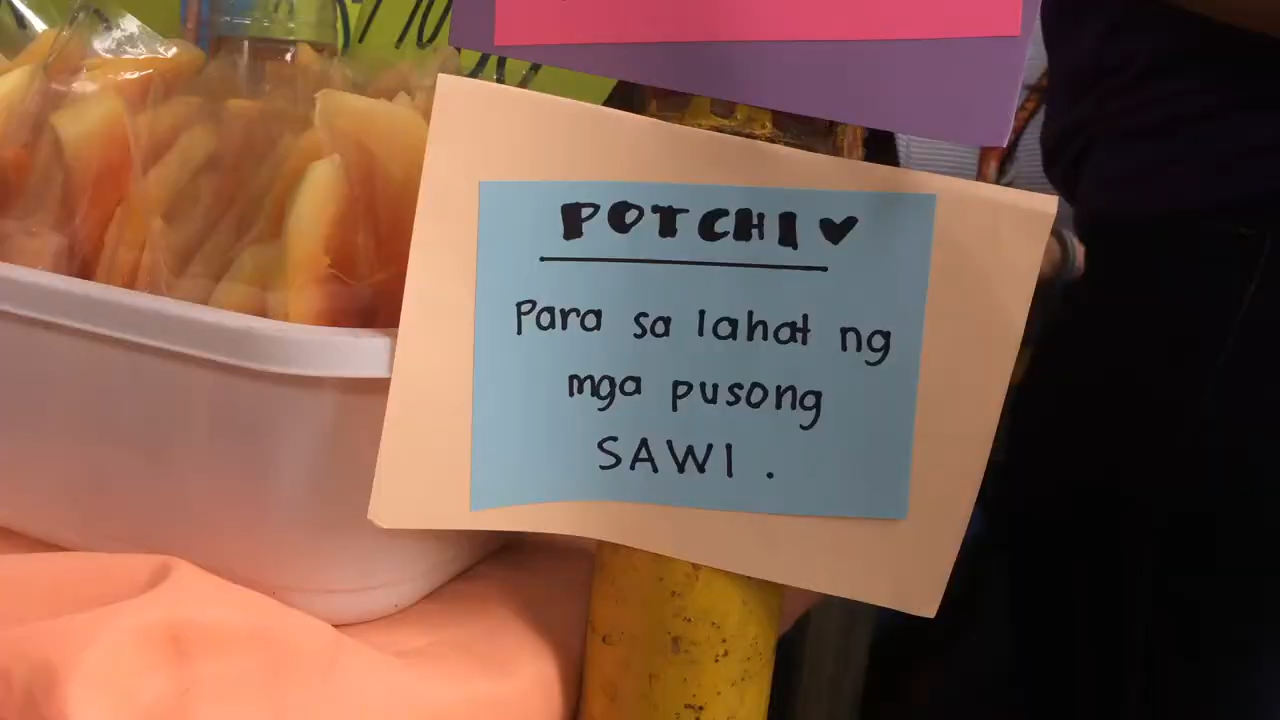 POTCHI ♥
Para sa lahat ng
mga pusong
SAWI .